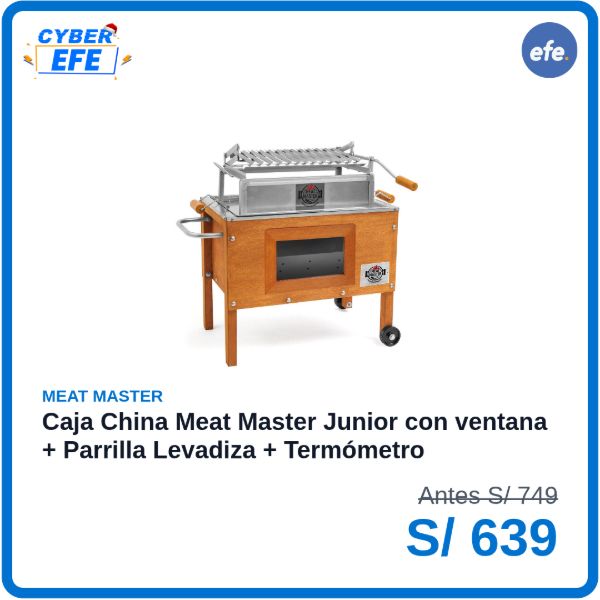 CYBER
EFE
efe.
MEAT MASTER
Caja China Meat Master Junior con ventana
+ Parrilla Levadiza + Termómetro
Antes S/ 749
S/ 639